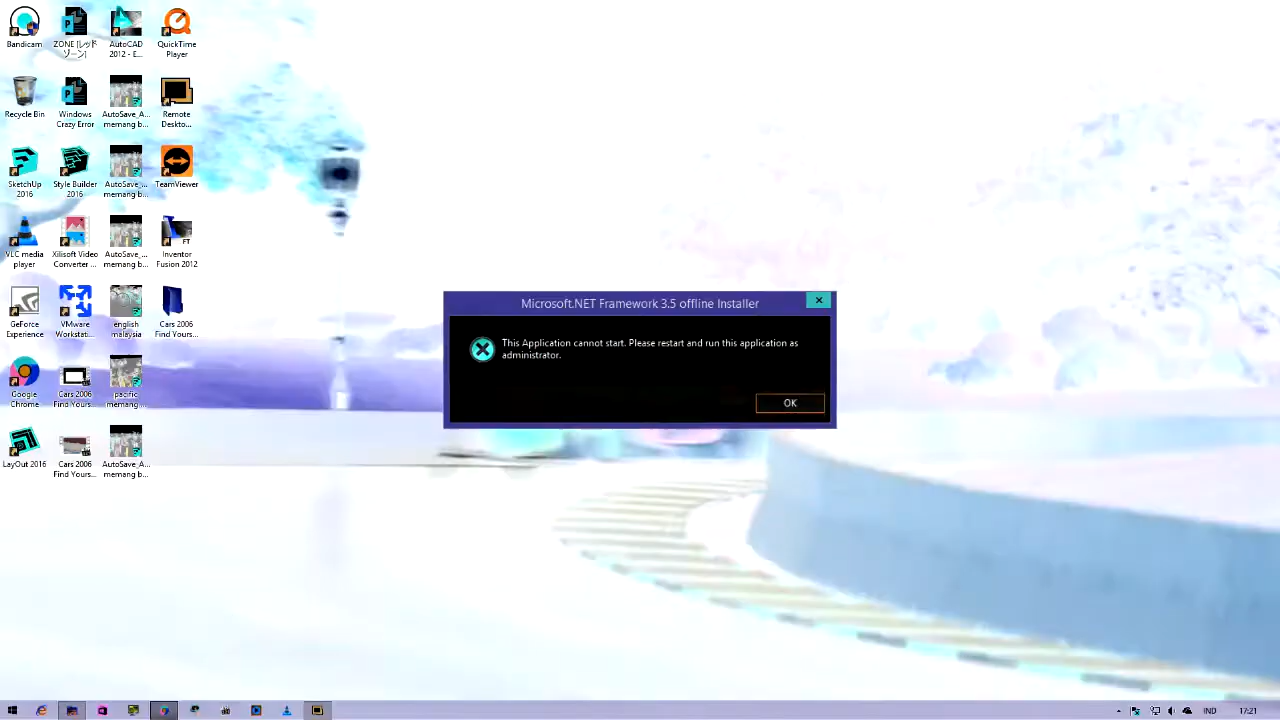 Bandicam
ZONE [レッド
ゾーン]
AutoCAD
2012 - E...
QuickTime
Player
Recycle Bin
Windows
Crazy Error
AutoSave_A...
memang b...
Remote
Deskto...
SketchUp
2016
Style Builder
2016
AutoSave_...
memang b...
TeamViewer
VLC media
player
Xilisoft Video
Converter ...
AutoSave_...
memang b...
FT
Inventor
Fusion 2012
GeForce
Experience
VMware
Workstati...
english
malaysia
Cars 2006
Find Yours...
Google
Chrome
Cars 2006
Find Yours...
pacific
memang...
LayOut 2016
Cars 2006
Find Yours...
AutoSave_A...
memang b...
Microsoft.NET Framework 3.5 offline Installer
This Application cannot start. Please restart and run this application as
administrator.
OK
IND
17:21